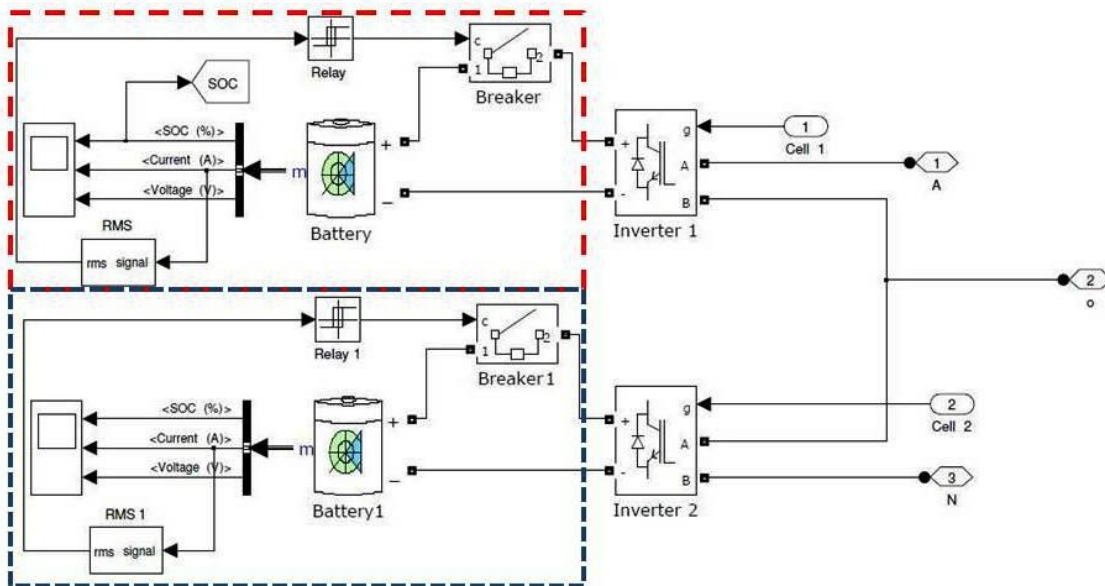 c
2
1
Relay
Breaker
SOC
<SOC (%)>
<Current (A)>
<Voltage (V)>
+
m
−
Battery
RMS
rms signal
+
-
g
A
B
Inverter 1
1
Cell 1
1
A
2
o
c
2
1
Relay 1
Breaker1
<SOC (%)>
<Current (A)>
<Voltage (V)>
+
m
−
Battery1
RMS 1
rms signal
+
-
g
A
B
Inverter 2
2
Cell 2
3
N